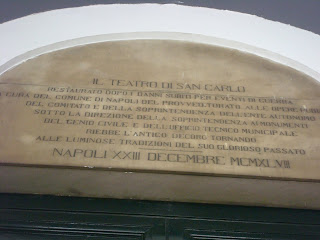 IL TEATRO DI SAN CARLO
RESTAURATO DOPO I DANNI SUBITI PER EVENTI DI GUERRA
A CURA DEL COMUNE DI NAPOLI DEL PROVVEDITORATO ALLE OPERE PUBBLICHE
DEL COMITATO E DELLA SOPRINTENDENZA DELL'ENTE AUTONOMO
SOTTO LA DIREZIONE DELLA SOPRINTENDENZA AI MONUMENTI
DEL GENIO CIVILE E DELL'UFFICIO TECNICO MUNICIPALE
RIEBBE L'ANTICO DECORO TORNANDO
ALLE LUMINOSE TRADIZIONI DEL SUO GLORIOSO PASSATO
NAPOLI XXIII DECEMBRE MCMXLVIII